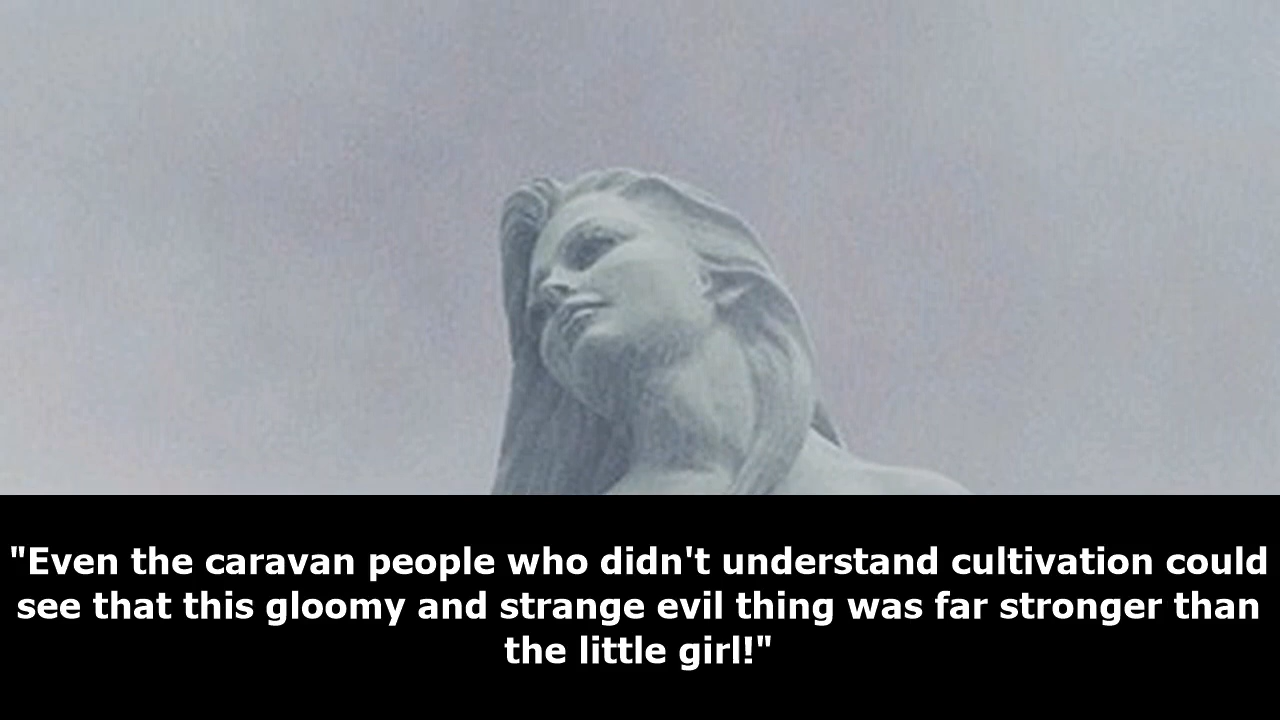 "Even the caravan people who didn't understand cultivation could
see that this gloomy and strange evil thing was far stronger than
the little girl!"